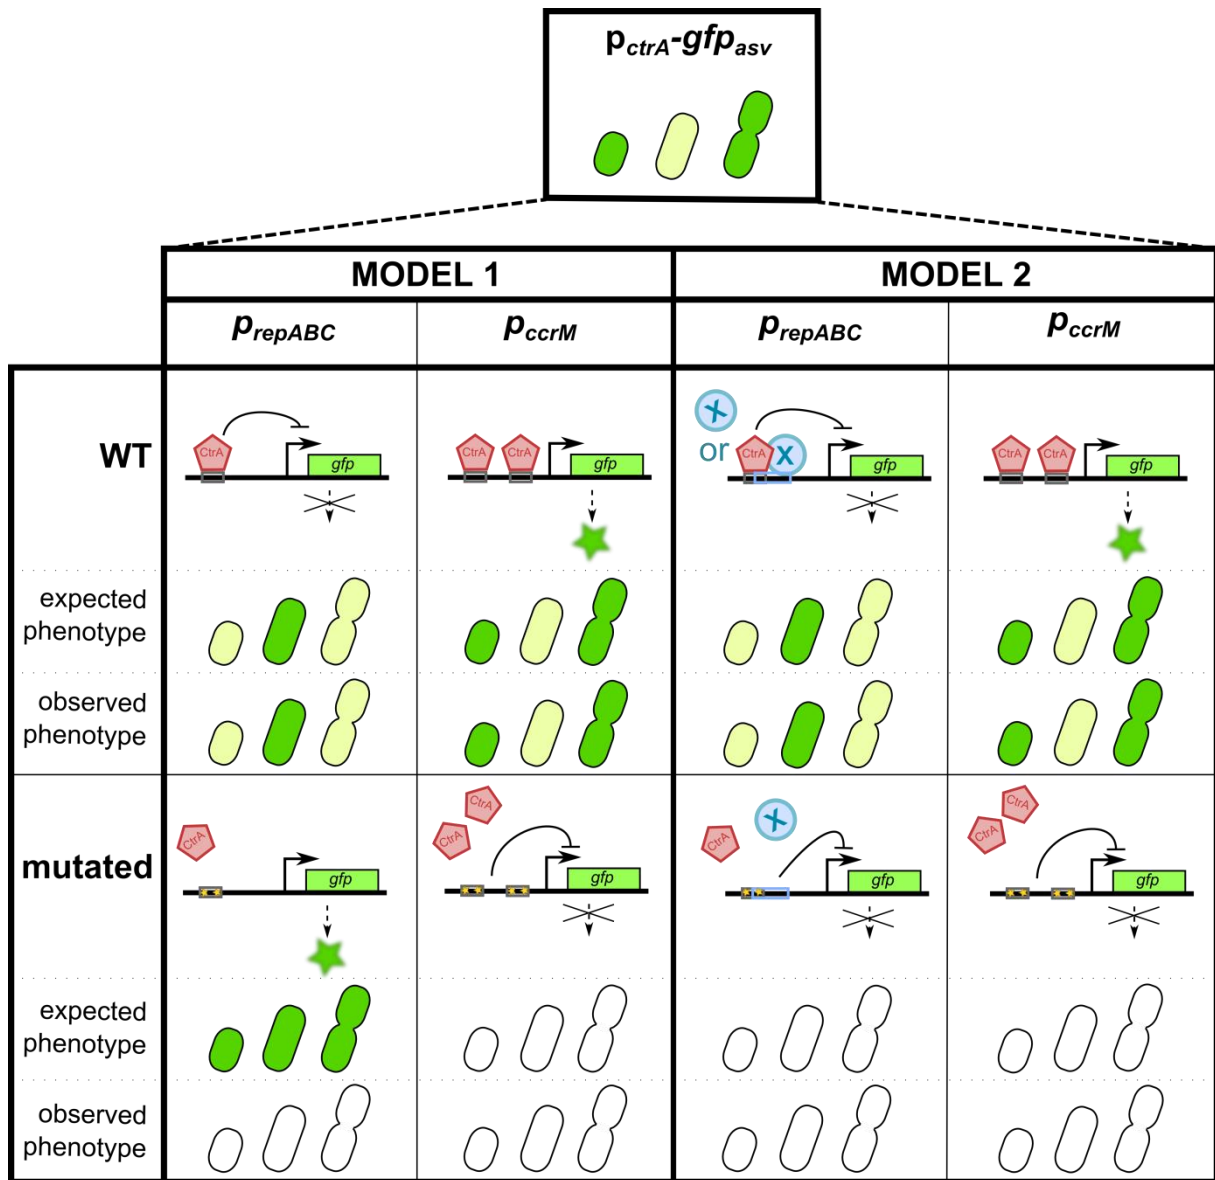 pctrA-gfpasv
MODEL 1
MODEL 2
prepABC
pccrM
prepABC
pccrM
WT
CtrA
gfp
CtrA
CtrA
gfp
X
or
CtrA
X
gfp
CtrA
CtrA
gfp
expected
phenotype
observed
phenotype
mutated
CtrA
gfp
CtrA
CtrA
gfp
CtrA
X
gfp
CtrA
CtrA
gfp
expected
phenotype
observed
phenotype